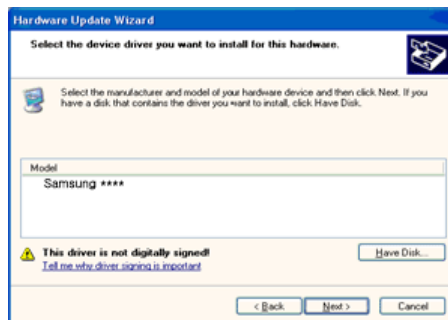 Hardware Update Wizard
Select the device driver you want to install for this hardware.
Select the manufacturer and model of your hardware device and then click Next. If you
have a disk that contains the driver you want to install, click Have Disk.
Model
Samsung ****
This driver is not digitally signed!
Have Disk...
Tell me why driver signing is important
< Back
Next >
Cancel